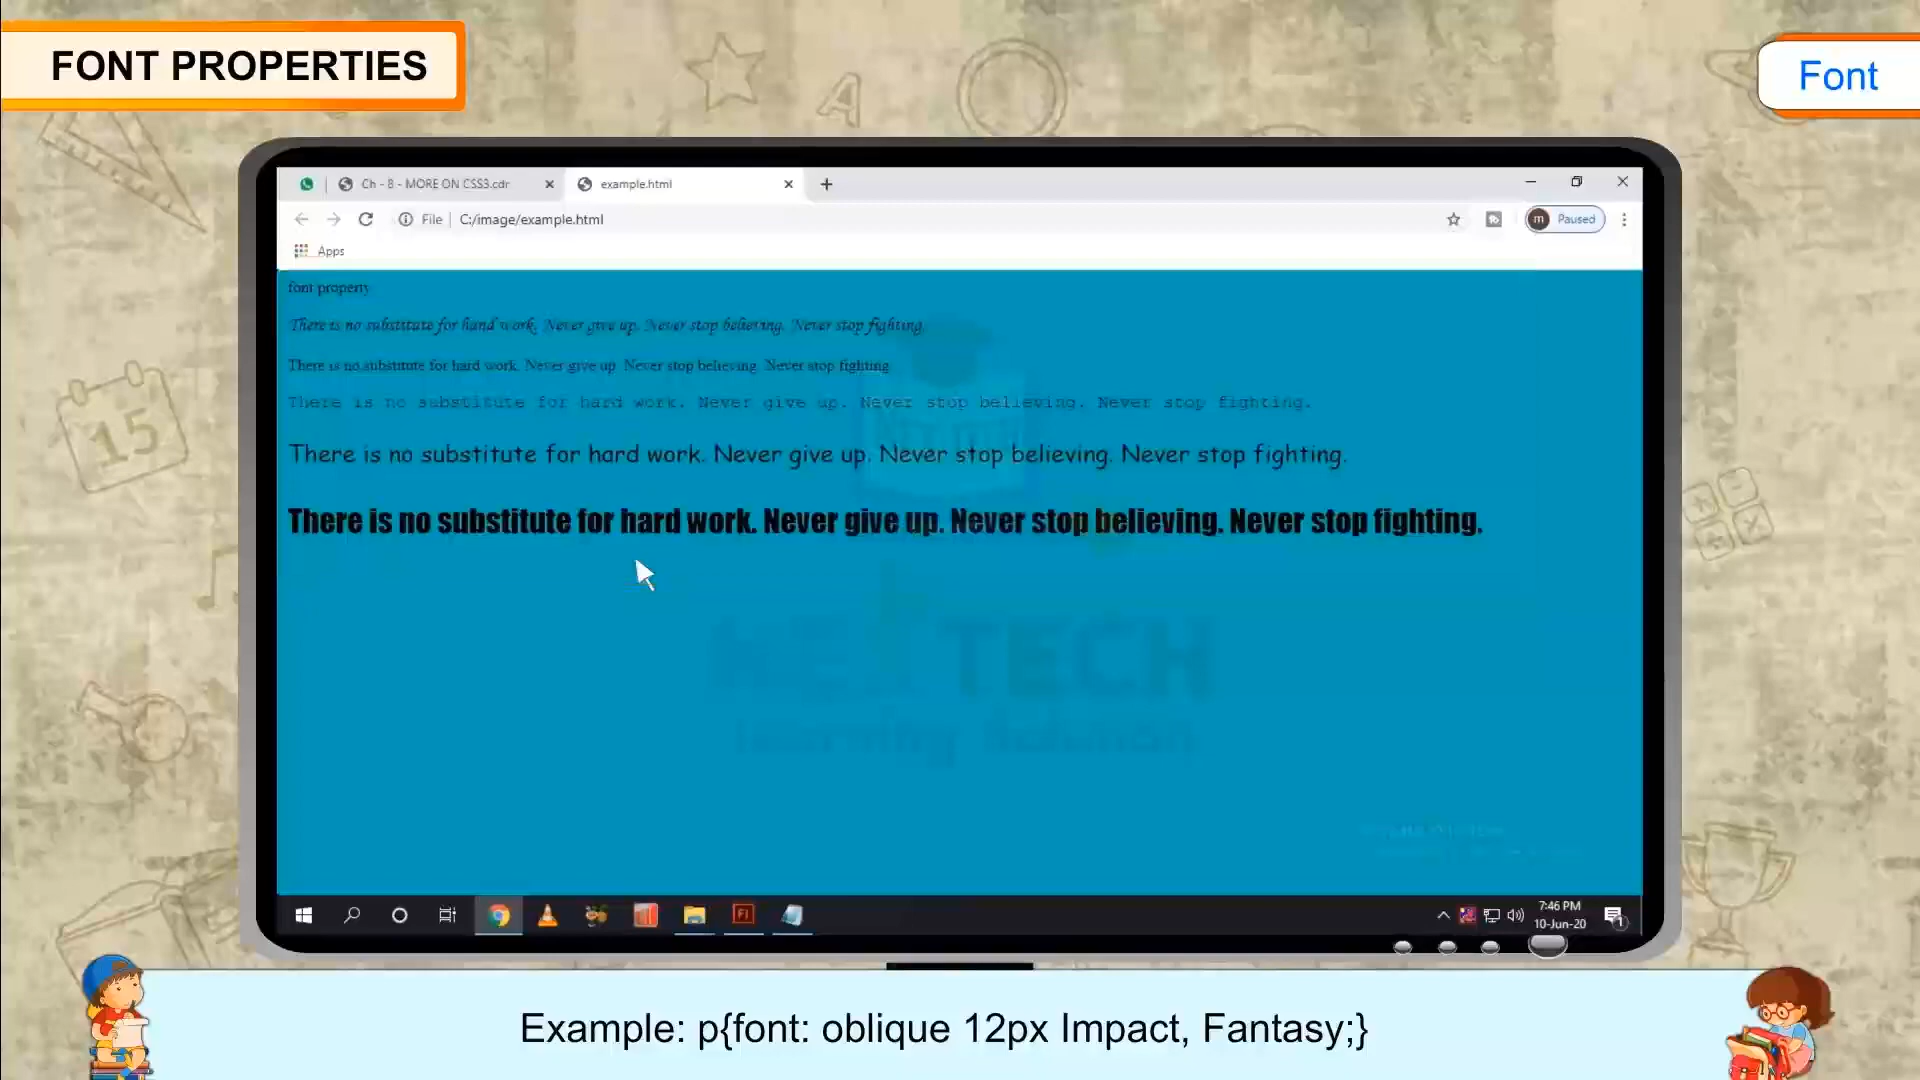 FONT PROPERTIES
Font
Ch - 8 - MORE ON CSS3.cdr
example.html
File
C:/image/example.html
Paused
Apps
font property
There is no substitute for hand work. Never give up. Never stop believing. Never stop fighting.
There is no substitute for hard work. Never give up. Never stop believing. Never stop fighting.
There is no substitute for hard work. Never give up. Never stop believing. Never stop fighting.
There is no substitute for hard work. Never give up. Never stop believing. Never stop fighting.
There is no substitute for hard work. Never give up. Never stop believing. Never stop fighting.
TECH
learning Solution
7:46 PM
10-Jun-20
15
Example: p{font: oblique 12px Impact, Fantasy;}